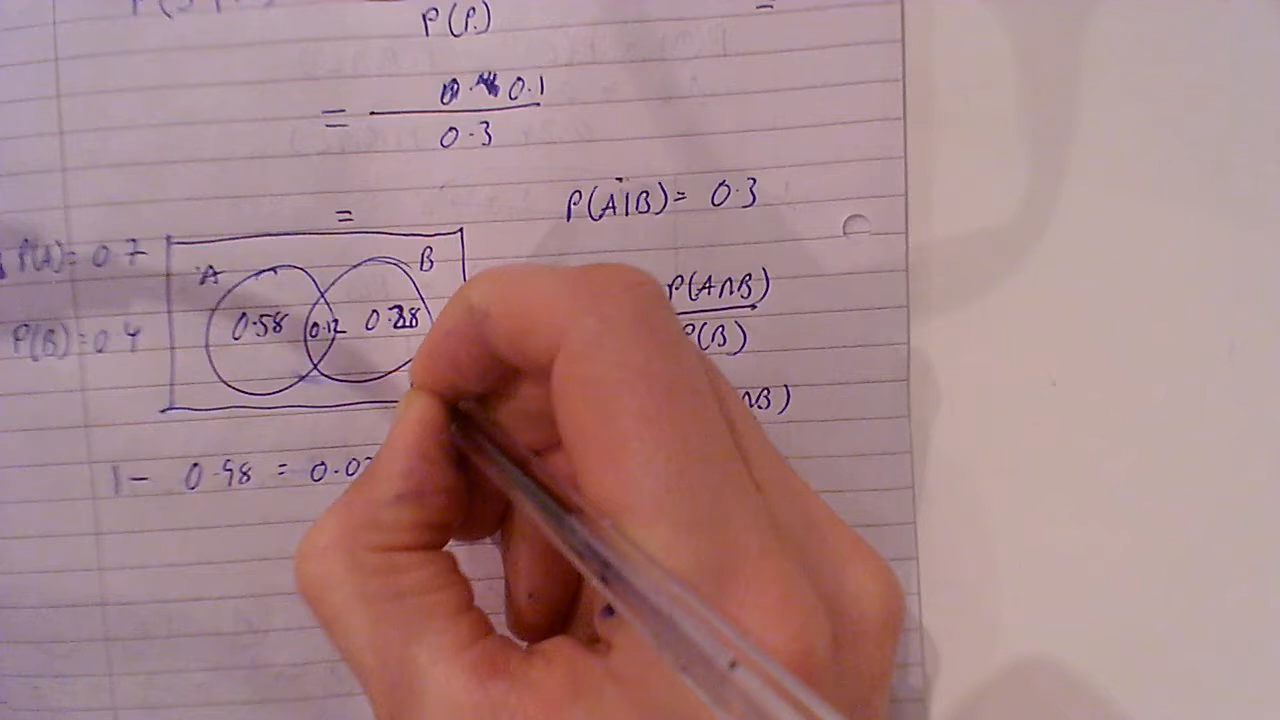 P(P)
=
0.1
0.3
P(A|B) = 0.3
=
P(A) = 0.7
A
B
P(A∩B)
0.58 0.12 0.28
P(B) = 0.4
P(B)
∩B)
1 - 0.98 = 0.02